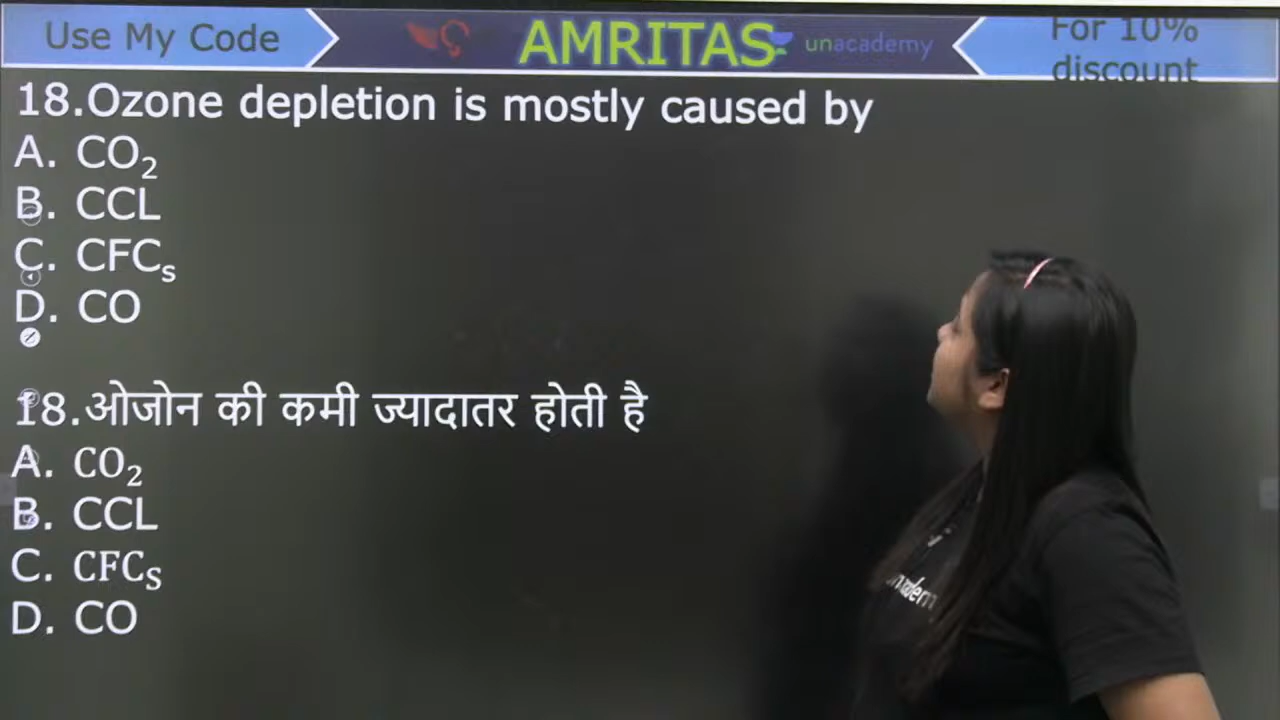 Use My Code
AMRITAS
unacademy
For 10%
discount
18.Ozone depletion is mostly caused by
A. CO₂
B. CCL
C. CFCₛ
D. CO
18.ओजोन की कमी ज्यादातर होती है
A. CO₂
B. CCL
C. CFCₛ
D. CO